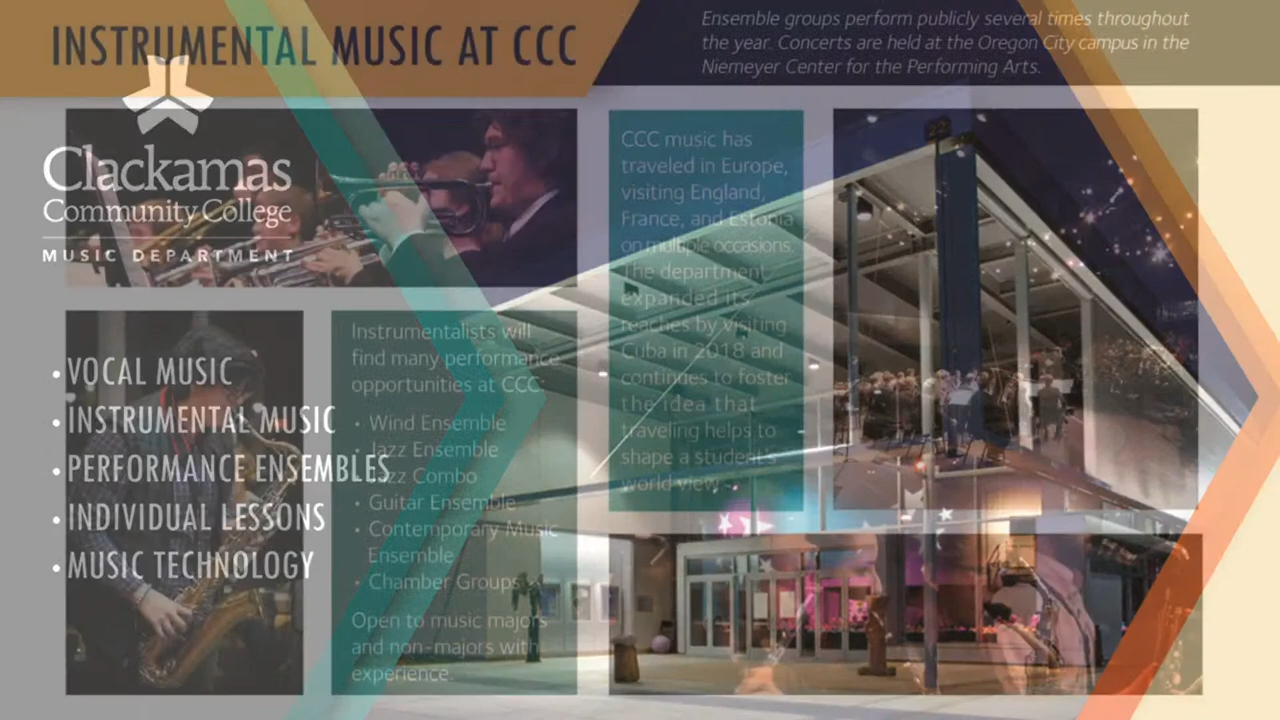 INSTRUMENTAL MUSIC AT CCC
Ensemble groups perform publicly several times throughout
the year. Concerts are held at the Oregon City campus in the
Niemeyer Center for the Performing Arts.
Clackamas
Community College
MUSIC DEPARTMENT
• VOCAL MUSIC
• INSTRUMENTAL MUSIC
• PERFORMANCE ENSEMBLES
• INDIVIDUAL LESSONS
• MUSIC TECHNOLOGY
Instrumentalists will
find many performance
opportunities at CCC
• Wind Ensemble
• Jazz Ensemble
• Jazz Combo
• Guitar Ensemble
• Contemporary Music
Ensemble
• Chamber Groups
Open to music majors
and non-majors with
experience.
CCC music has
traveled in Europe,
visiting England,
France, and Estonia
on multiple occasions.
The department
expanded its
reaches by visiting
Cuba in 2018 and
continues to foster
the idea that
traveling helps to
shape a student's
world view.